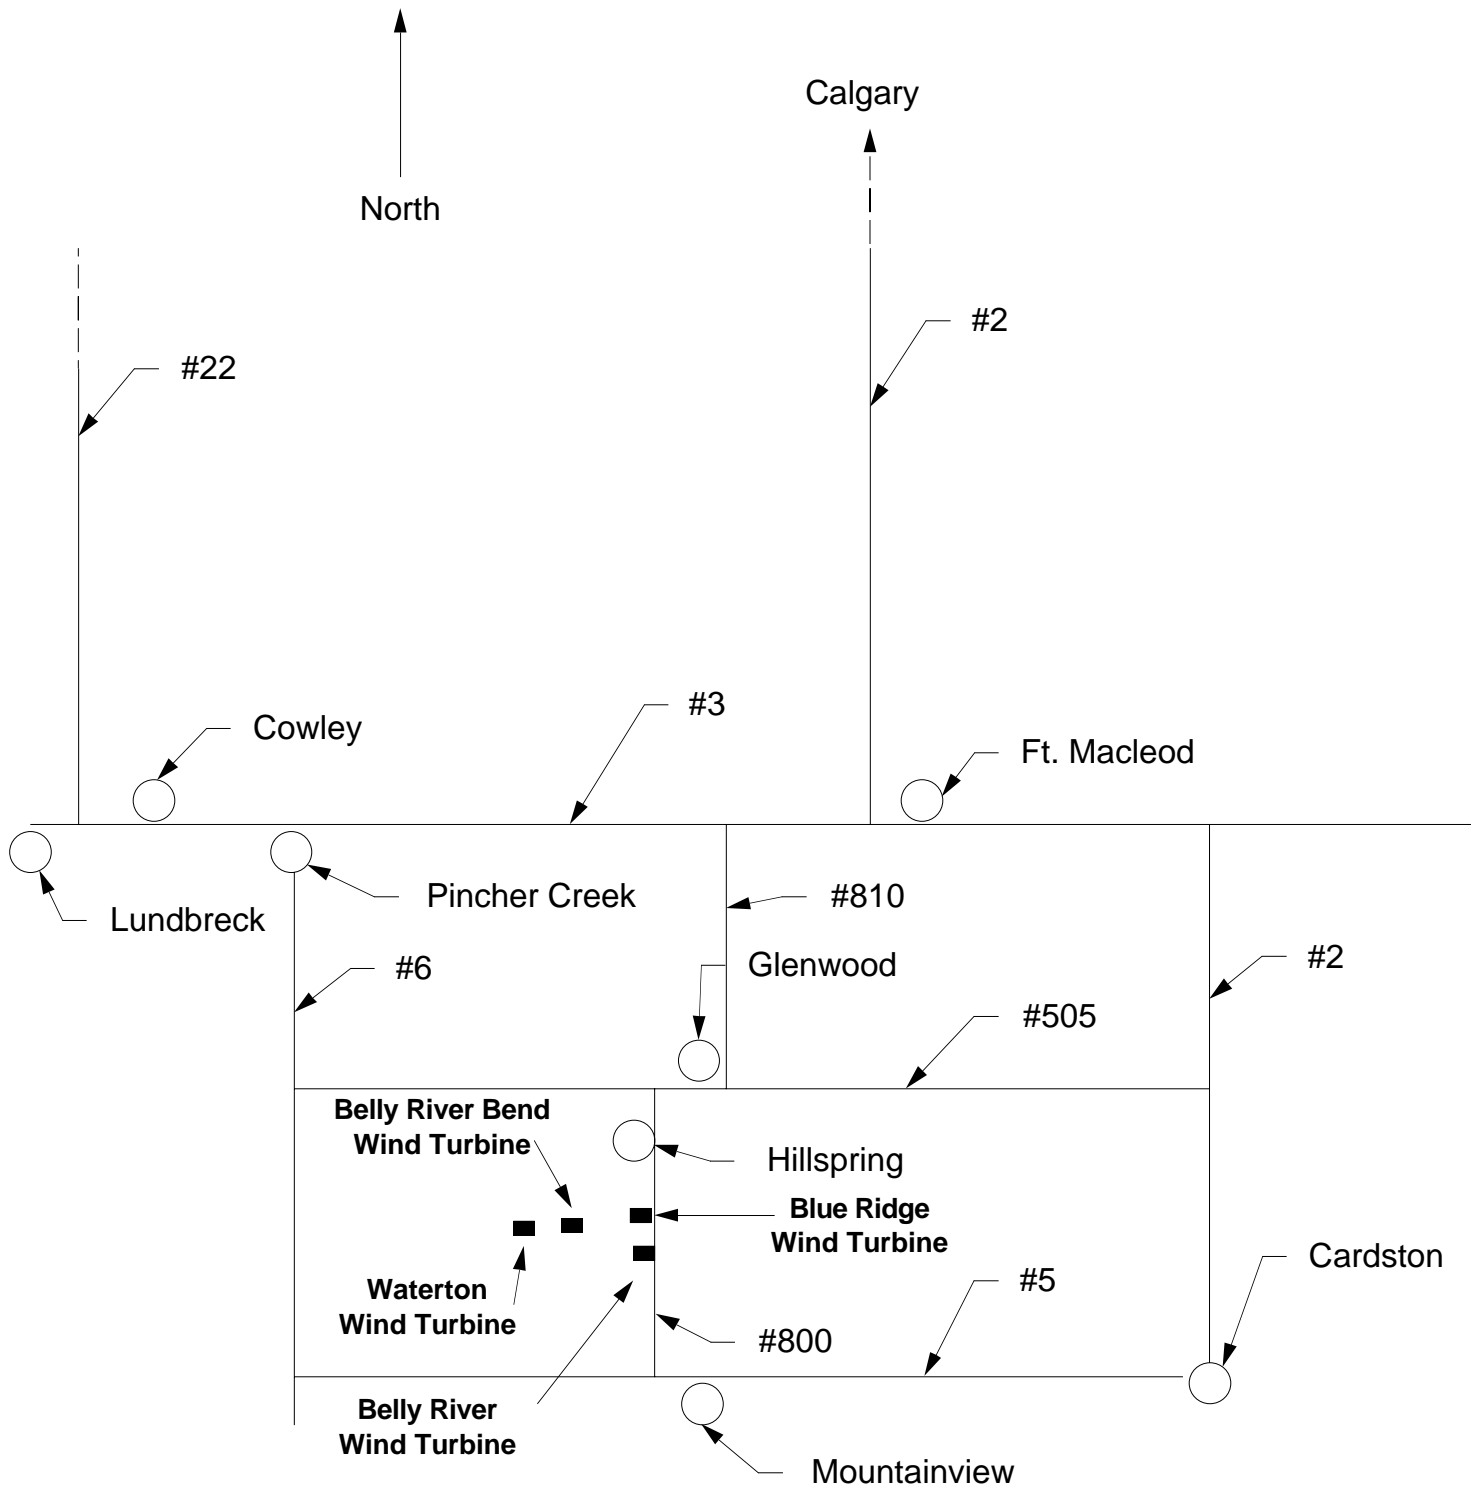 Calgary
North
#2
#22
#3
Cowley
Ft. Macleod
Pincher Creek
#810
Lundbreck
#2
Glenwood
#6
#505
Belly River Bend
Wind Turbine
Hillspring
Blue Ridge
Wind Turbine
Cardston
Waterton
Wind Turbine
#5
#800
Belly River
Wind Turbine
Mountainview